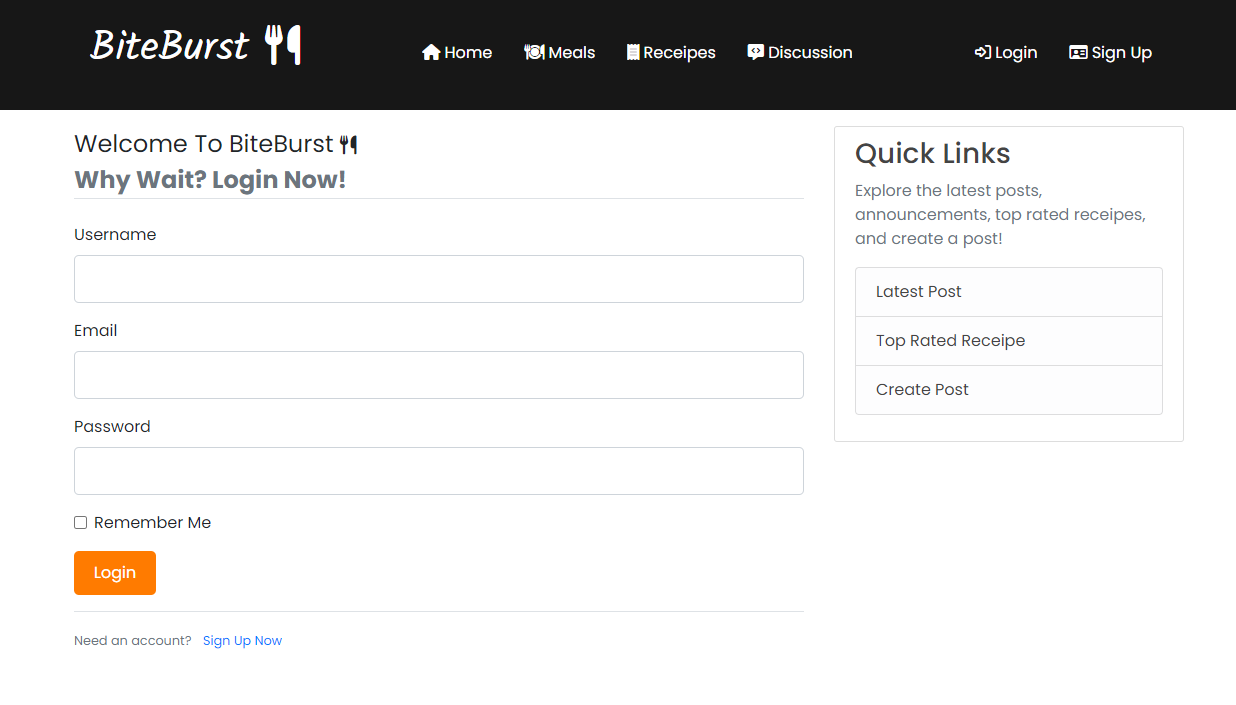 BiteBurst
Home Meals Receipes Discussion Login Sign Up
Welcome To BiteBurst
Why Wait? Login Now!
Username
Email
Password
Remember Me
Login
Need an account? Sign Up Now
Quick Links
Explore the latest posts,
announcements, top rated receipes,
and create a post!
Latest Post
Top Rated Receipe
Create Post